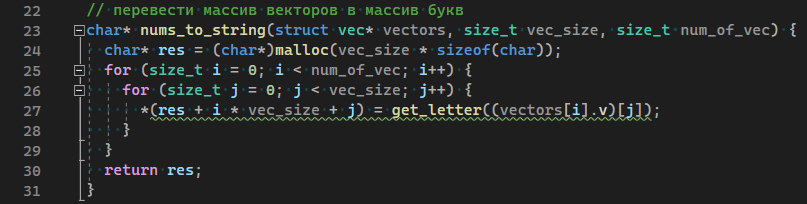 22 // перевести массив векторов в массив букв
23 char* nums_to_string(struct vec* vectors, size_t vec_size, size_t num_of_vec) {
24 char* res = (char*)malloc(vec_size * sizeof(char));
25 for (size_t i = 0; i < num_of_vec; i++) {
26 for (size_t j = 0; j < vec_size; j++) {
27 *(res + i * vec_size + j) = get_letter((vectors[i].v)[j]);
28 }
29 }
30 return res;
31 }